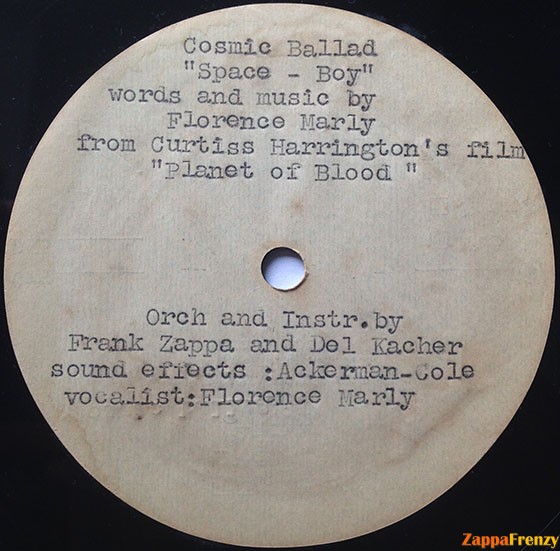 Cosmic Ballad
"Space - Boy"
words and music by
Florence Marly
from Curtiss Harrington's film
"Planet of Blood "
Orch and Instr.by
Frank Zappa and Del Kacher
sound effects :Ackerman-Cole
vocalist:Florence Marly
ZappaFrenzy